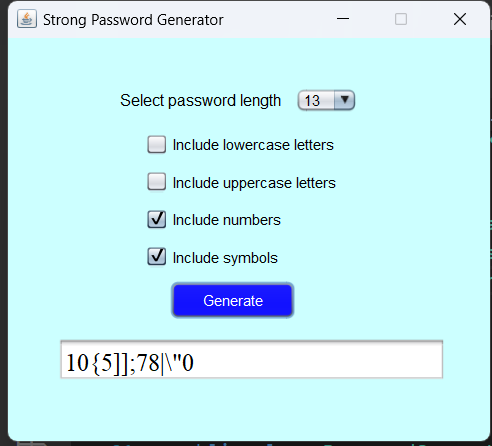 Strong Password Generator
Select password length 13
Include lowercase letters
Include uppercase letters
Include numbers
Include symbols
Generate
10{5]];78|\"0